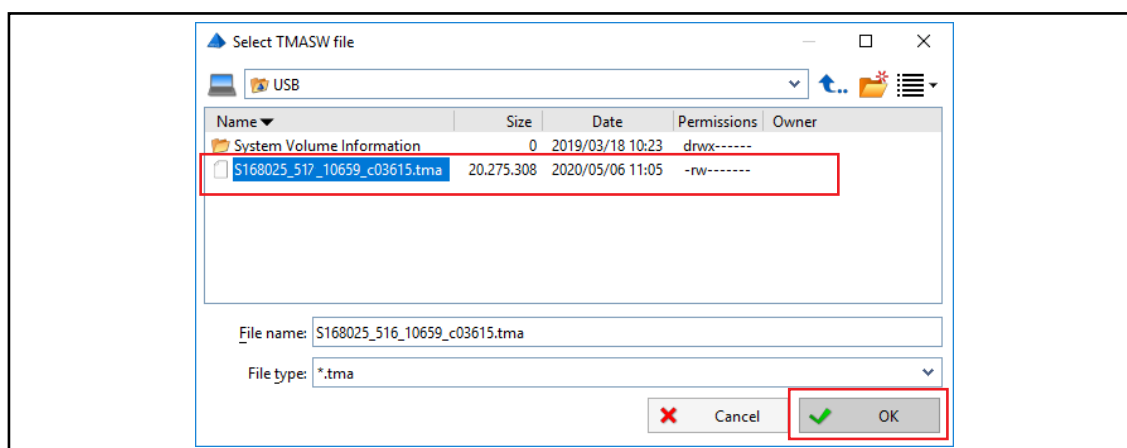 Select TMASW file
USB
Name Size Date Permissions Owner
System Volume Information 0 2019/03/18 10:23 drwx------
S168025_517_10659_c03615.tma 20.275.308 2020/05/06 11:05 -rw-------
File name: S168025_516_10659_c03615.tma
File type: *.tma
Cancel OK